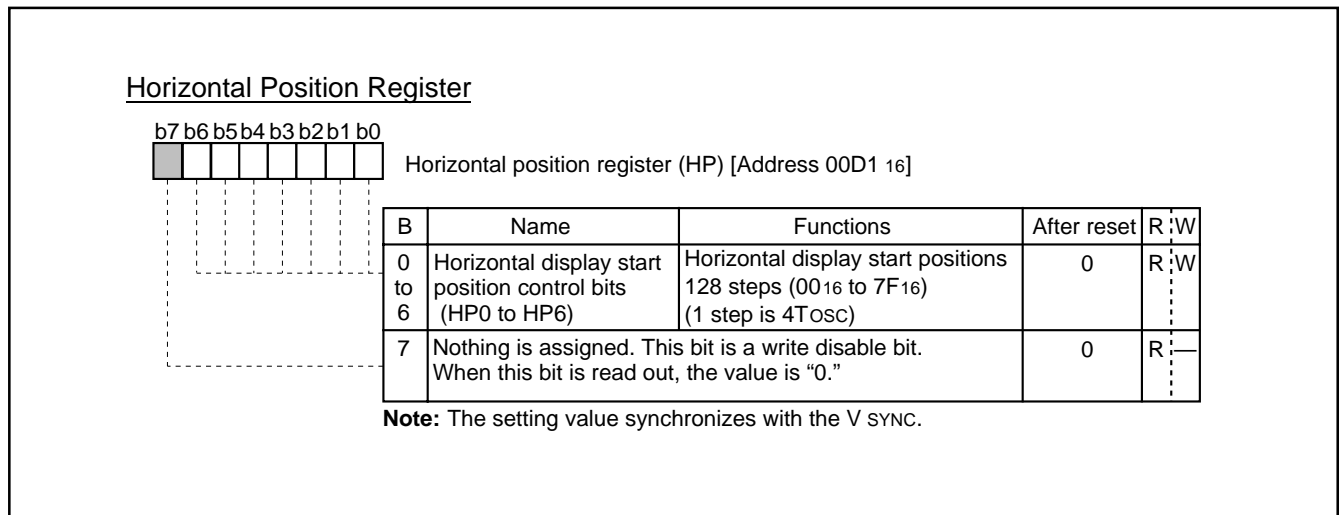 Horizontal Position Register
b7 b6 b5 b4 b3 b2 b1 b0
Horizontal position register (HP) [Address 00D1 16]
B Name Functions After reset R W
0 to 6 Horizontal display start position control bits (HP0 to HP6) Horizontal display start positions 128 steps (0016 to 7F16) (1 step is 4TOSC) 0 R W
7 Nothing is assigned. This bit is a write disable bit. When this bit is read out, the value is “0.” 0 R —
Note: The setting value synchronizes with the V SYNC.